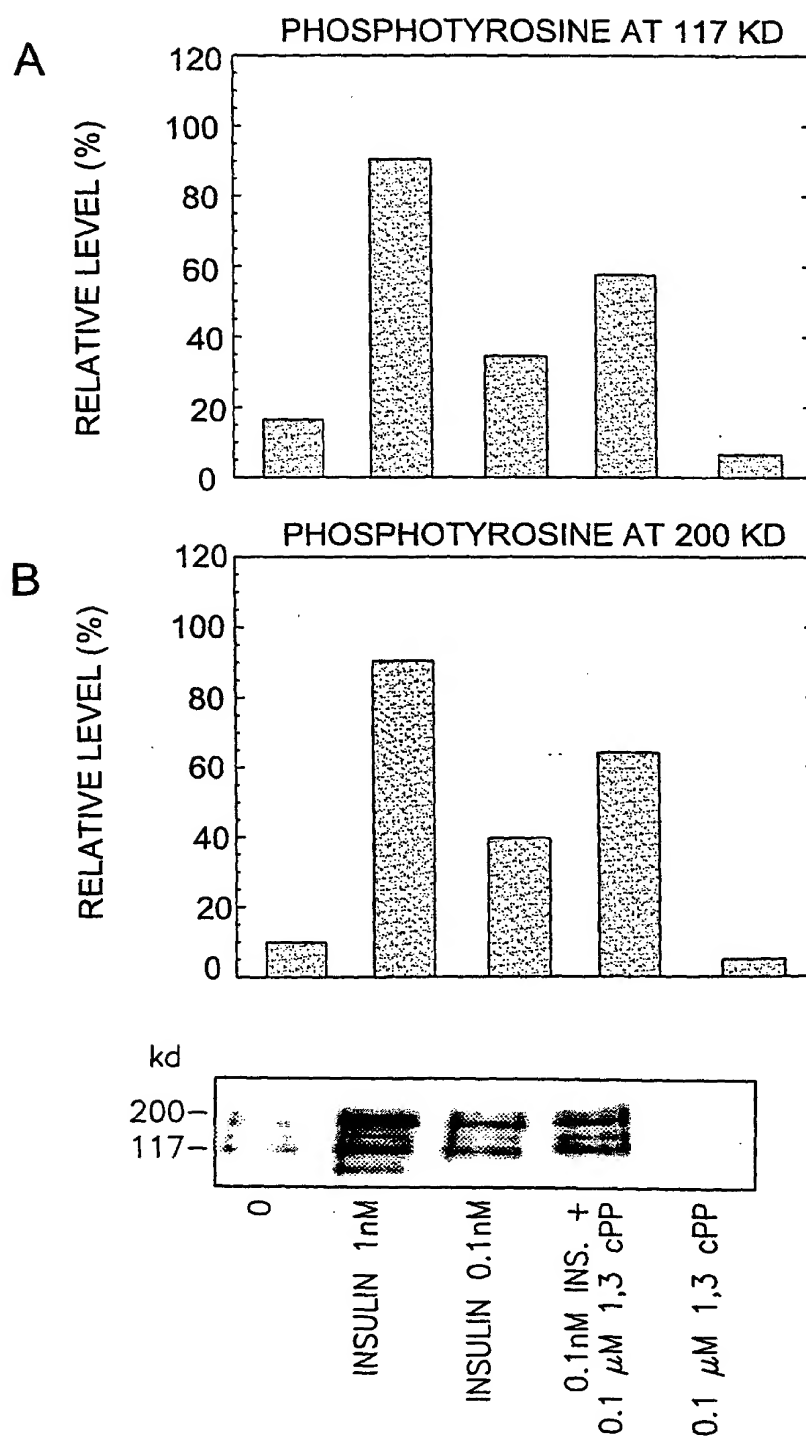 A
PHOSPHOTYROSINE AT 117 KD
RELATIVE LEVEL (%)
120
100
80
60
40
20
0
B
PHOSPHOTYROSINE AT 200 KD
RELATIVE LEVEL (%)
120
100
80
60
40
20
0
kd
200
117
0
INSULIN 1nM
INSULIN 0.1nM
0.1nM INS. +
0.1 μM 1,3 cPP
0.1 μM 1,3 cPP